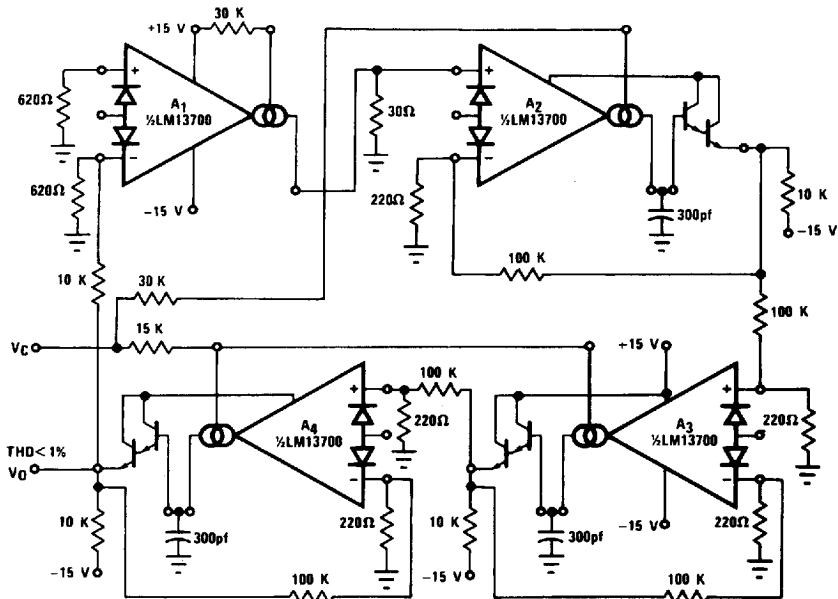 30 K
+15 V
+
A1
½LM13700
620Ω
−
620Ω
−15 V
30Ω
+
A2
½LM13700
−
220Ω
300pf
10 K
−15 V
100 K
10 K
30 K
100 K
VC
15 K
+15 V
100 K
+
A4
½LM13700
−
220Ω
+
A3
½LM13700
−
220Ω
THD < 1%
VO
10 K
−15 V
300pf
220Ω
10 K
−15 V
300pf
−15 V
220Ω
100 K
100 K